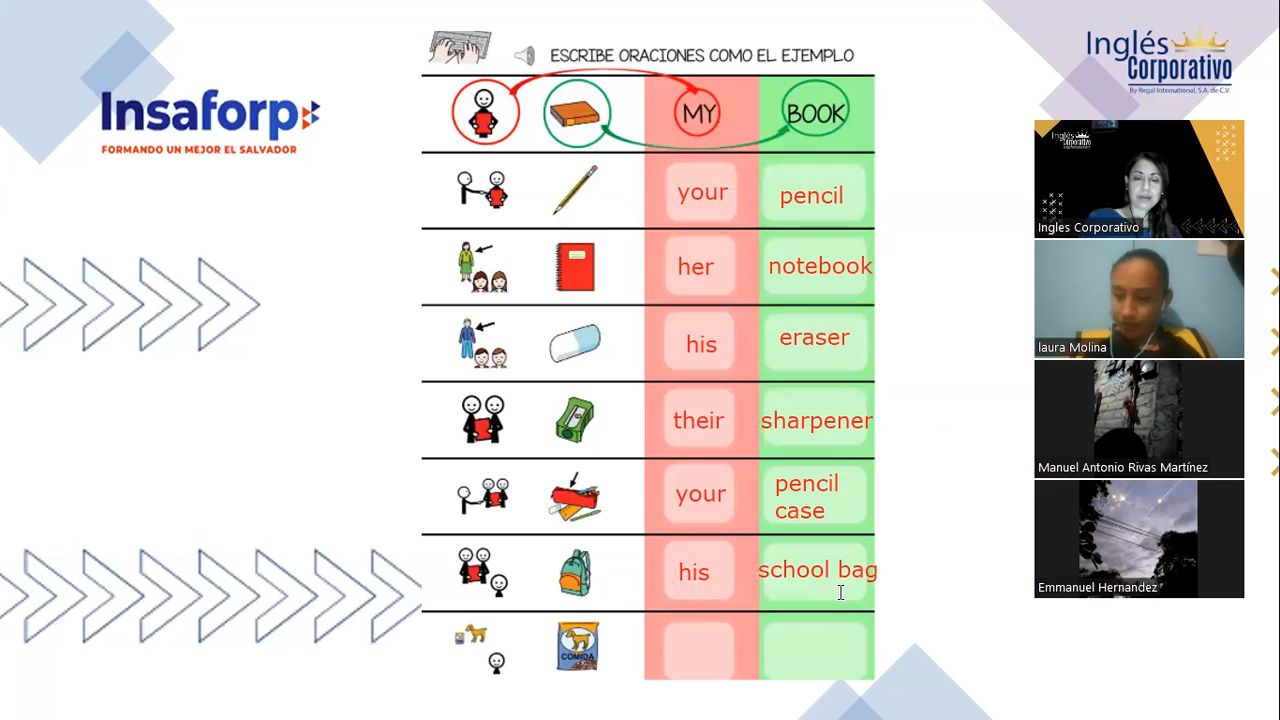 ESCRIBE ORACIONES COMO EL EJEMPLO
Insaforp
FORMANDO UN MEJOR EL SALVADOR
MY BOOK
your pencil
her notebook
his eraser
their sharpener
your pencil
case
his school bag
COMIDA
Inglés
Corporativo
By Regal International, S.A. de C.V.
Inglés
Corporativo
Ingles Corporativo
laura Molina
Manuel Antonio Rivas Martínez
Emmanuel Hernandez